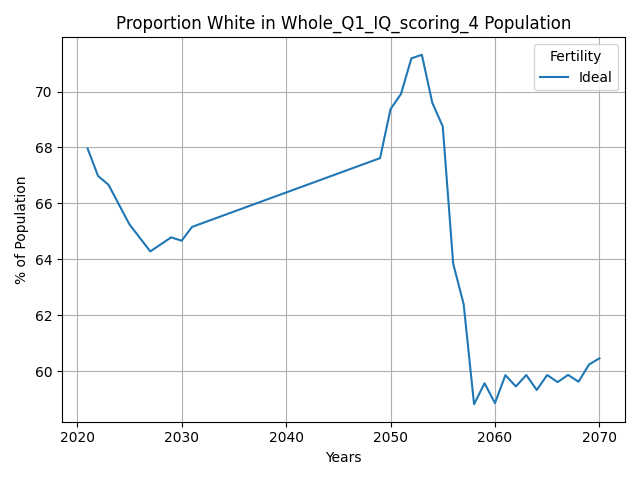 Proportion White in Whole_Q1_IQ_scoring_4 Population
Fertility
Ideal
% of Population
70
68
66
64
62
60
2020 2030 2040 2050 2060 2070
Years